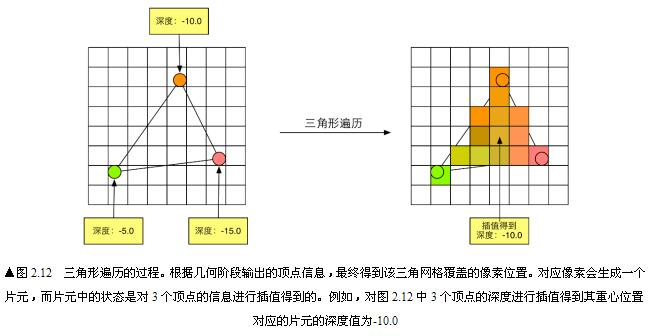 深度：-10.0
三角形遍历
深度：-5.0
深度：-15.0
插值得到
深度：-10.0
▲图 2.12 三角形遍历的过程。根据几何阶段输出的顶点信息，最终得到该三角网格覆盖的像素位置。对应像素会生成一个
片元，而片元中的状态是对 3 个顶点的信息进行插值得到的。例如，对图 2.12 中 3 个顶点的深度进行插值得到其重心位置
对应的片元的深度值为-10.0